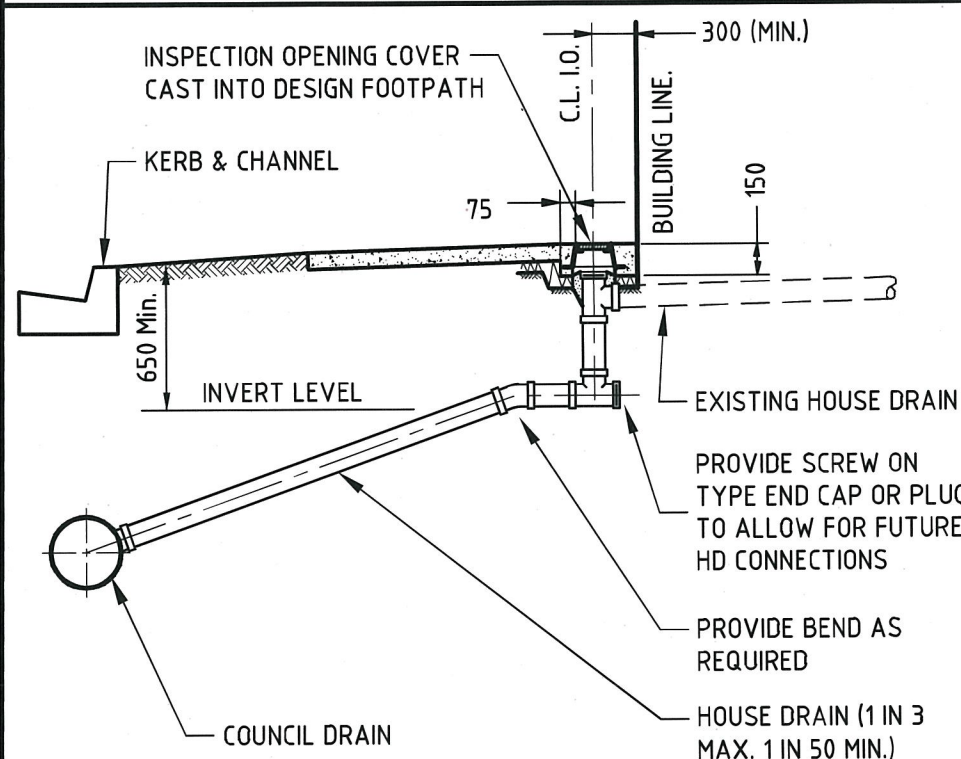 300 (MIN.)
INSPECTION OPENING COVER
CAST INTO DESIGN FOOTPATH
C.L. I.O.
BUILDING LINE.
KERB & CHANNEL
75
150
650 Min.
INVERT LEVEL
EXISTING HOUSE DRAIN
PROVIDE SCREW ON
TYPE END CAP OR PLUG
TO ALLOW FOR FUTURE
HD CONNECTIONS
PROVIDE BEND AS
REQUIRED
HOUSE DRAIN (1 IN 3
MAX. 1 IN 50 MIN.)
COUNCIL DRAIN